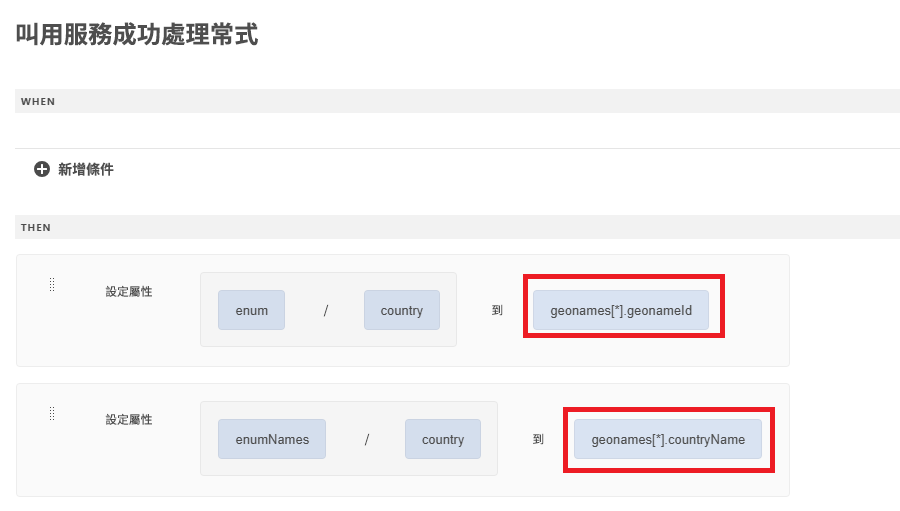 叫用服務成功處理常式
WHEN
新增條件
THEN
設定屬性 enum / country 到 geonames[*].geonameId
設定屬性 enumNames / country 到 geonames[*].countryName